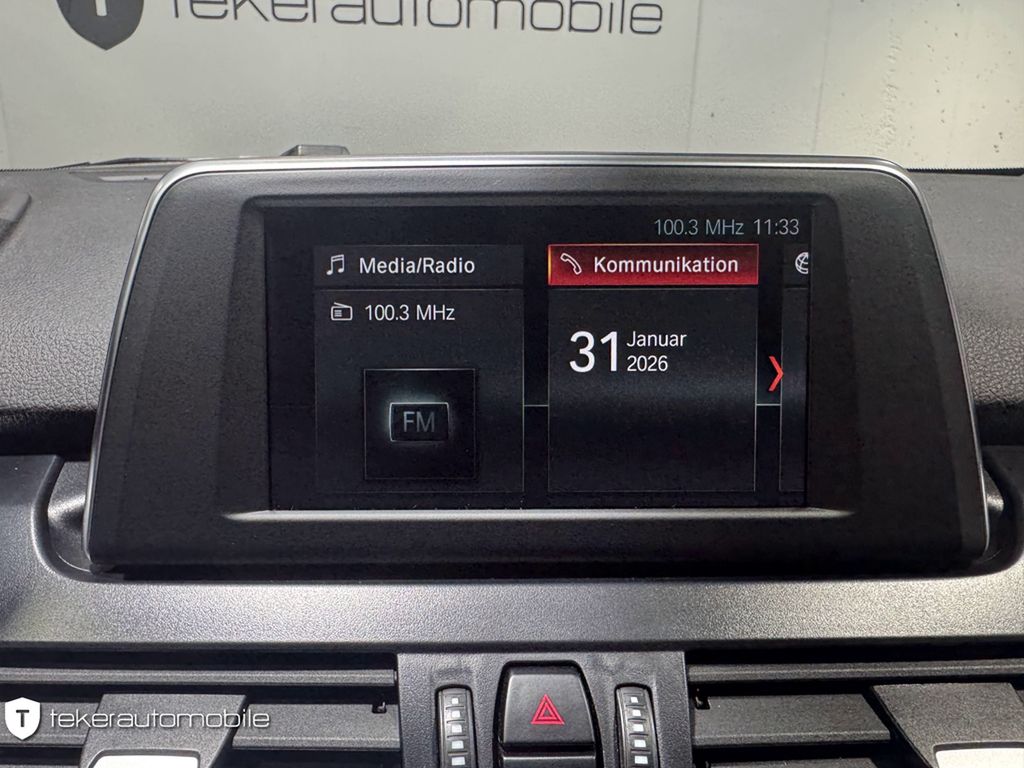 tekerautomobile
100.3 MHz 11:33
Media/Radio
Kommunikation
100.3 MHz
31 Januar
2026
FM
T tekerautomobile